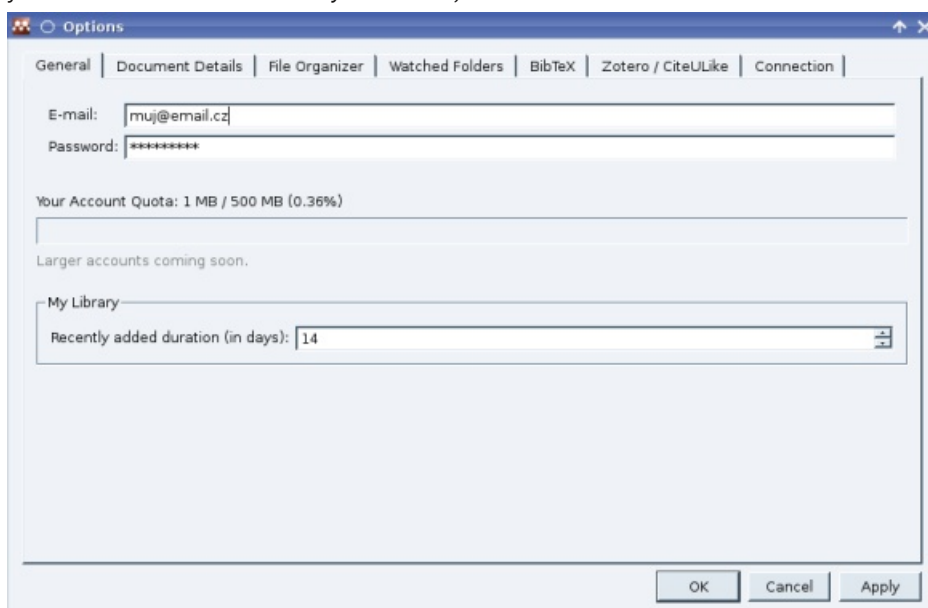 Options
General Document Details File Organizer Watched Folders BibTeX Zotero / CiteULike Connection
E-mail: muj@email.cz
Password: *********
Your Account Quota: 1 MB / 500 MB (0.36%)
Larger accounts coming soon.
My Library
Recently added duration (in days): 14
OK Cancel Apply